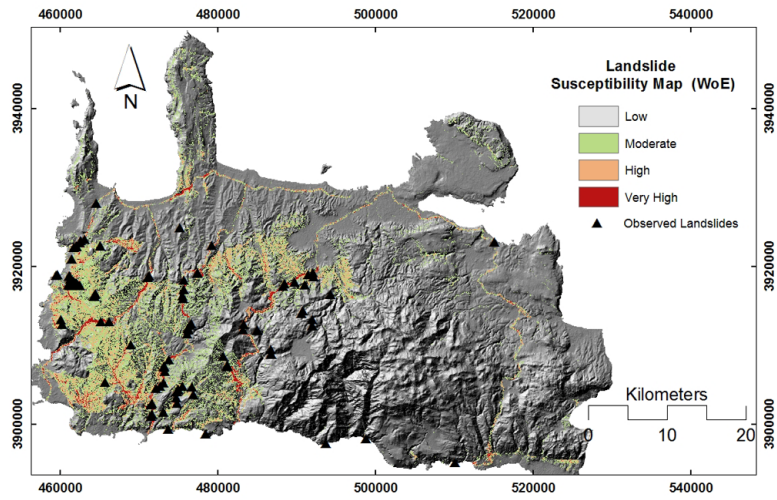 460000 480000 500000 520000 540000
Landslide
Susceptibility Map (WoE)
Low
Moderate
High
Very High
Observed Landslides
N
3940000
3940000
3920000
3920000
3900000
3900000
Kilometers
0 10 20
460000 480000 500000 520000 540000